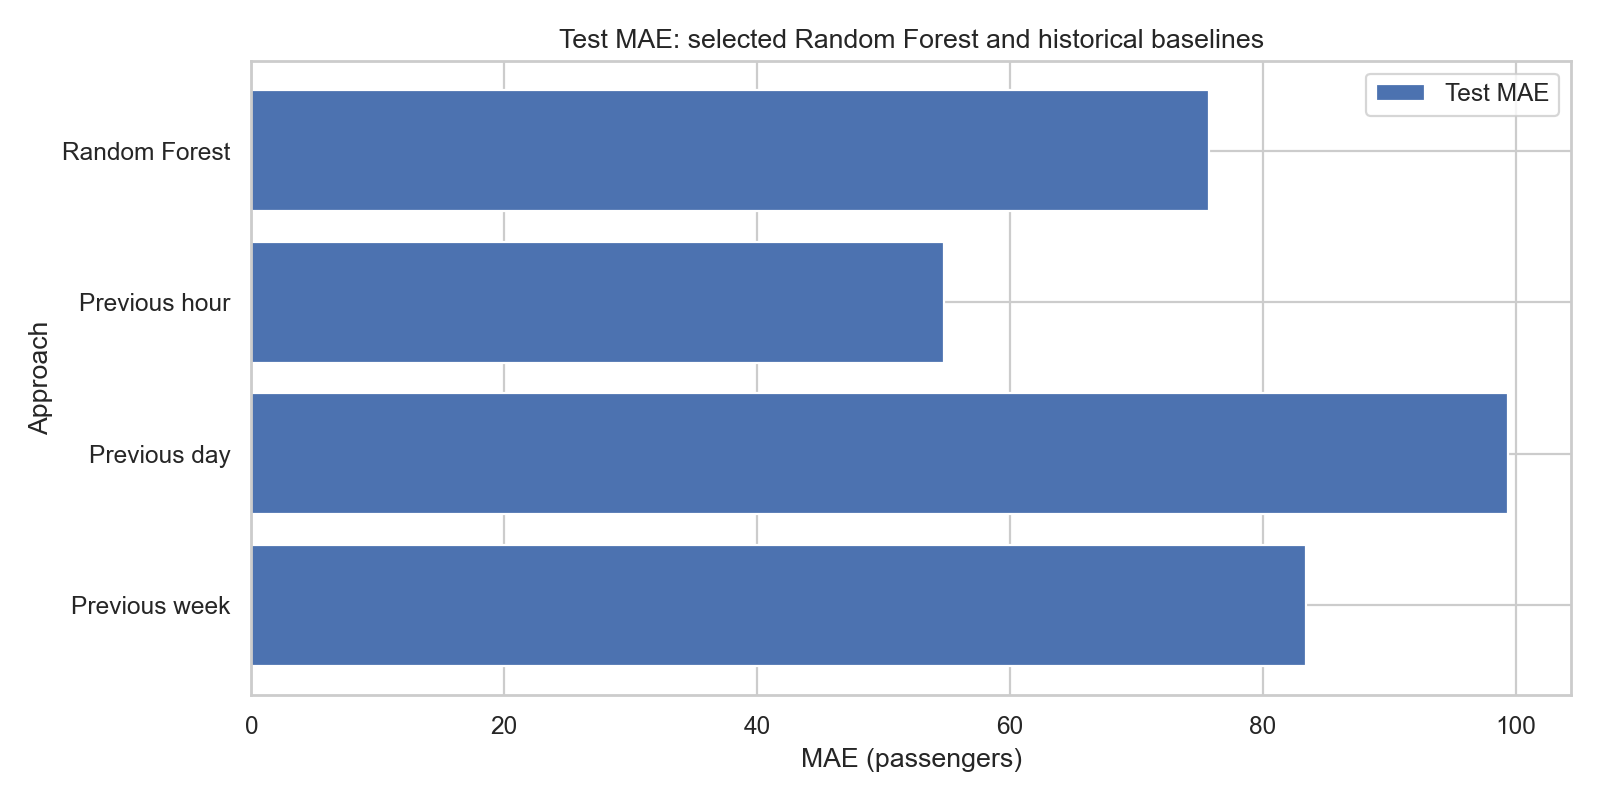 Test MAE: selected Random Forest and historical baselines
Test MAE
Random Forest
Previous hour
Previous day
Previous week
Approach
0 20 40 60 80 100
MAE (passengers)